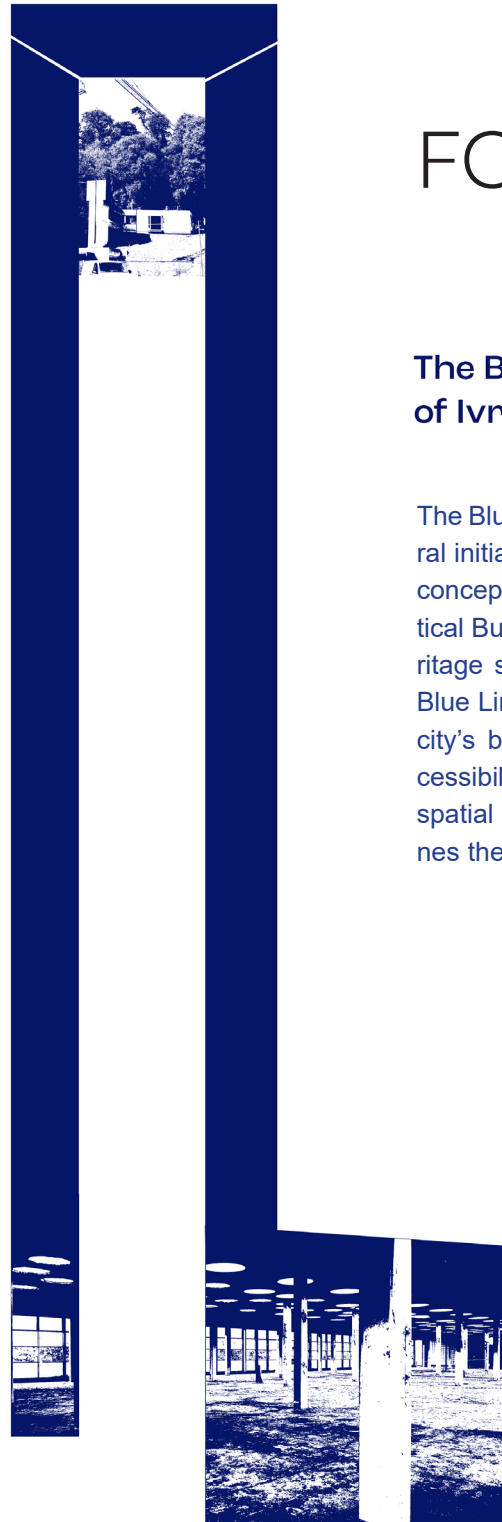 FO
The B
of Ivr
The Blu
ral initia
concep
tical Bu
ritage s
Blue Lin
city's b
cessibil
spatial
nes the